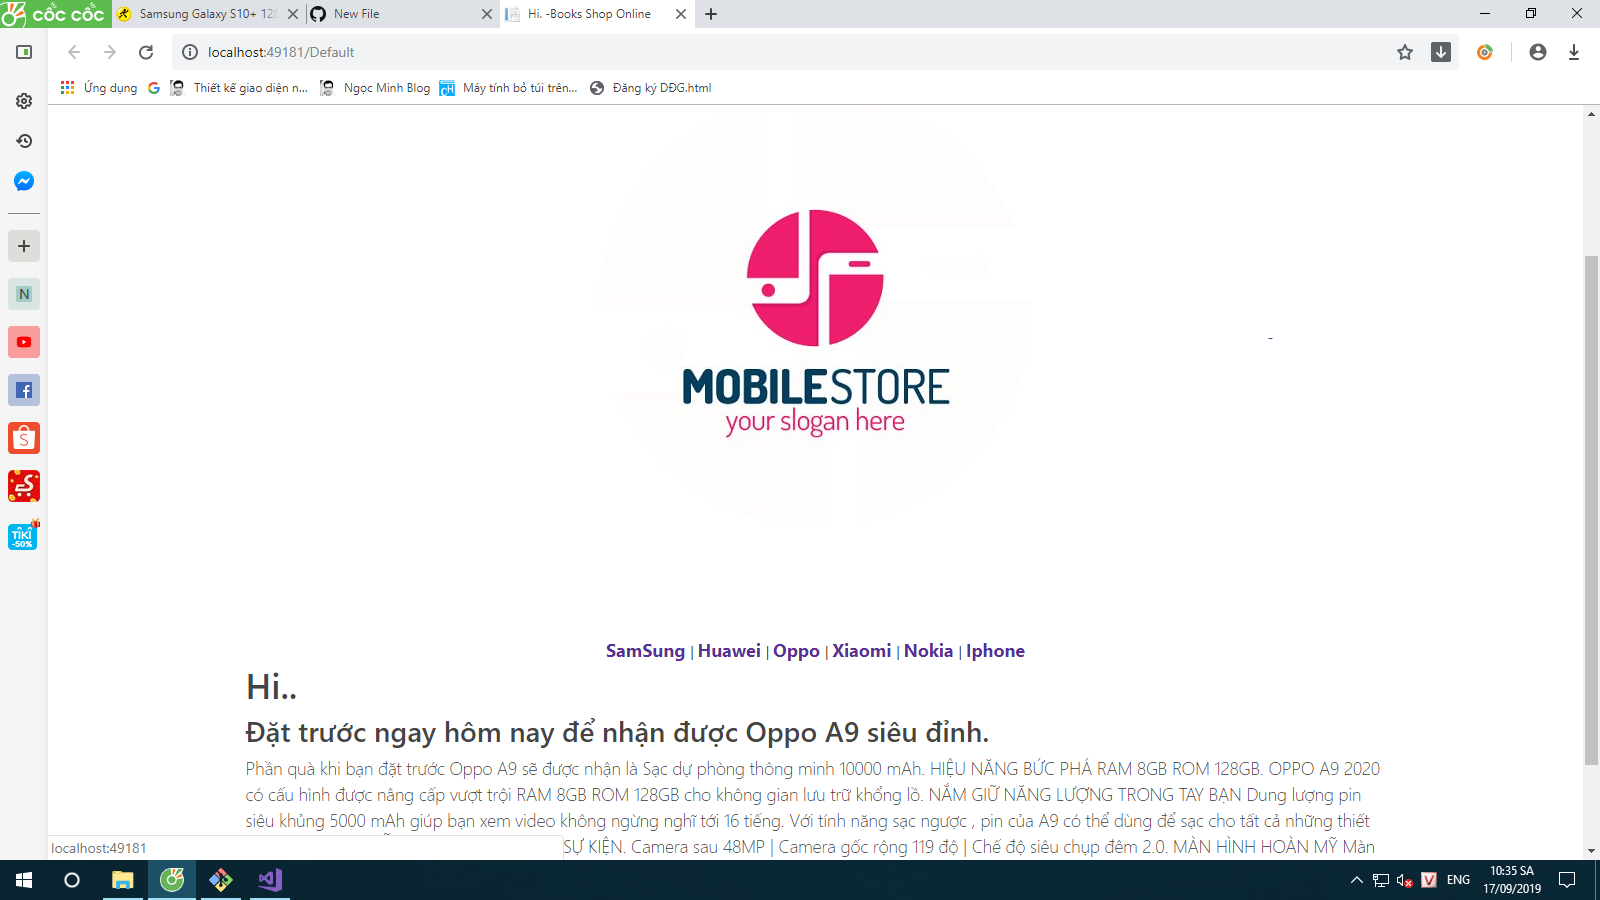 cốc cốc
Samsung Galaxy S10+ 128
New File
Hi. -Books Shop Online
localhost:49181/Default
Ứng dụng
Thiết kế giao diện n...
Ngọc Minh Blog
Máy tính bỏ túi trên...
Đăng ký DĐG.html
N
TIKI
-50%
MOBILESTORE
your slogan here
SamSung | Huawei | Oppo | Xiaomi | Nokia | Iphone
Hi..
Đặt trước ngay hôm nay để nhận được Oppo A9 siêu đỉnh.
Phần quà khi bạn đặt trước Oppo A9 sẽ được nhận là Sạc dự phòng thông minh 10000 mAh. HIỆU NĂNG BỨC PHÁ RAM 8GB ROM 128GB. OPPO A9 2020
có cấu hình được nâng cấp vượt trội RAM 8GB ROM 128GB cho không gian lưu trữ khổng lồ. NẮM GIỮ NĂNG LƯỢNG TRONG TAY BẠN Dung lượng pin
siêu khủng 5000 mAh giúp bạn xem video không ngừng nghĩ tới 16 tiếng. Với tính năng sạc ngược , pin của A9 có thể dùng để sạc cho tất cả những thiết
SỰ KIỆN. Camera sau 48MP | Camera gốc rộng 119 độ | Chế độ siêu chụp đêm 2.0. MÀN HÌNH HOÀN MỸ Màn
localhost:49181
ENG
10:35 SA
17/09/2019